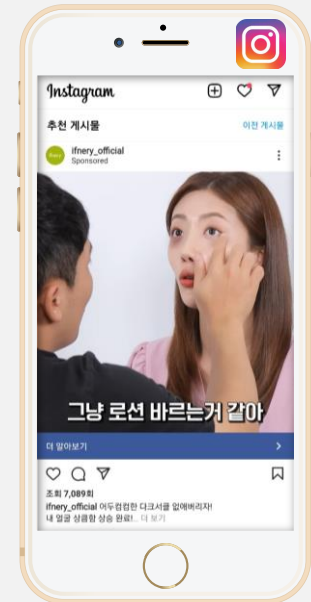 Instagram
추천 게시물 이전 게시물
ifnery_official
Sponsored
그냥 로션 바르는거 같아
더 알아보기
조회 7,089회
ifnery_official 어두컴컴한 다크서클 없애버리자!
내 얼굴 상큼함 상승 완료!... 더 보기